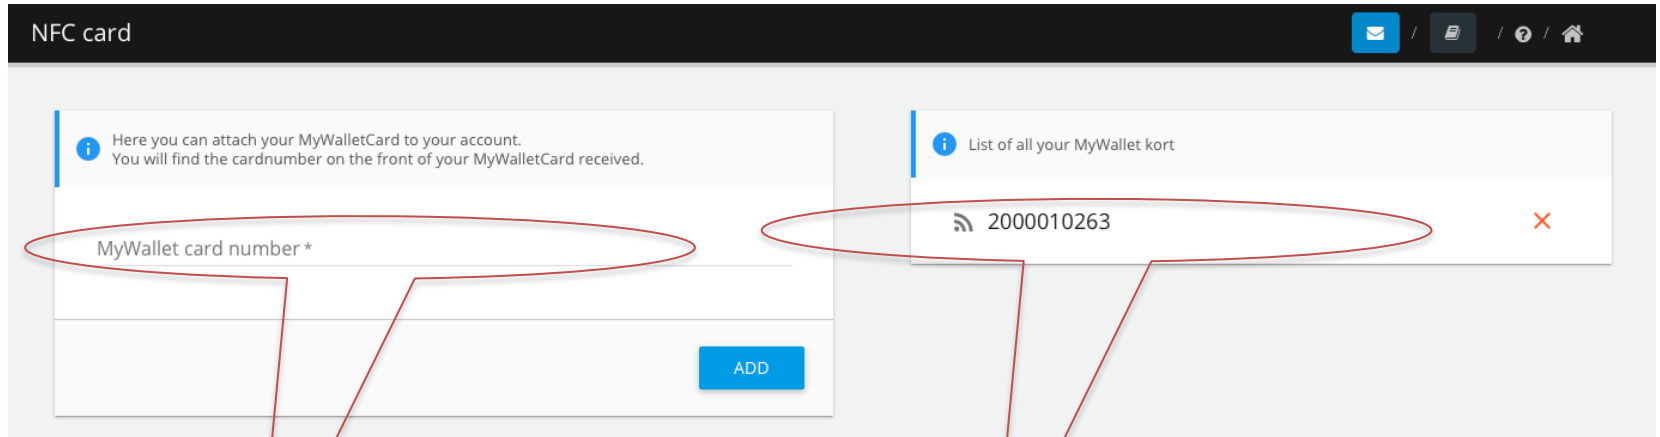 NFC card
/ / /
Here you can attach your MyWalletCard to your account.
You will find the cardnumber on the front of your MyWalletCard received.
MyWallet card number *
ADD
List of all your MyWallet kort
2000010263